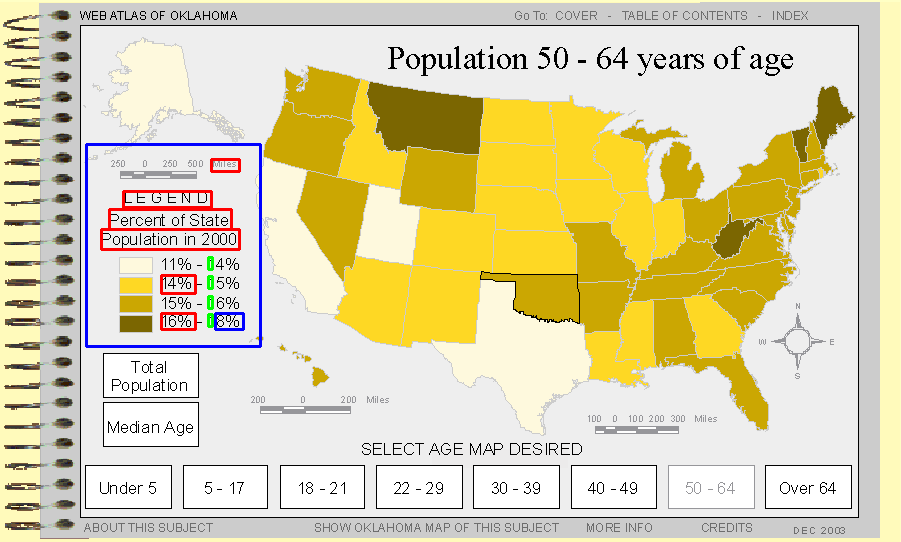 WEB ATLAS OF OKLAHOMA
Go To: COVER - TABLE OF CONTENTS - INDEX
Population 50 - 64 years of age
250 0 250 500 Miles
LEGEND
Percent of State
Population in 2000
11% - 14%
14% - 15%
15% - 16%
16% - 18%
N
W E
S
Total
Population
200 0 200 Miles
Median Age
100 0 100 200 300 Miles
SELECT AGE MAP DESIRED
Under 5
5 - 17
18 - 21
22 - 29
30 - 39
40 - 49
50 - 64
Over 64
ABOUT THIS SUBJECT
SHOW OKLAHOMA MAP OF THIS SUBJECT
MORE INFO
CREDITS
DEC 2003